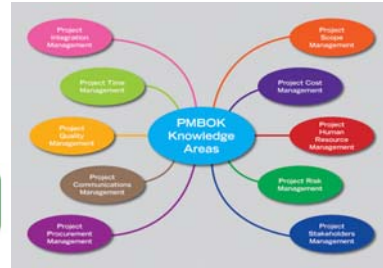 Project
Integration
Management
Project
Scope
Management
Project Time
Management
Project Cost
Management
PMBOK
Knowledge
Areas
Project
Quality
Management
Project
Human
Resource
Management
Project
Communications
Management
Project Risk
Management
Project
Procurement
Management
Project
Stakeholders
Management